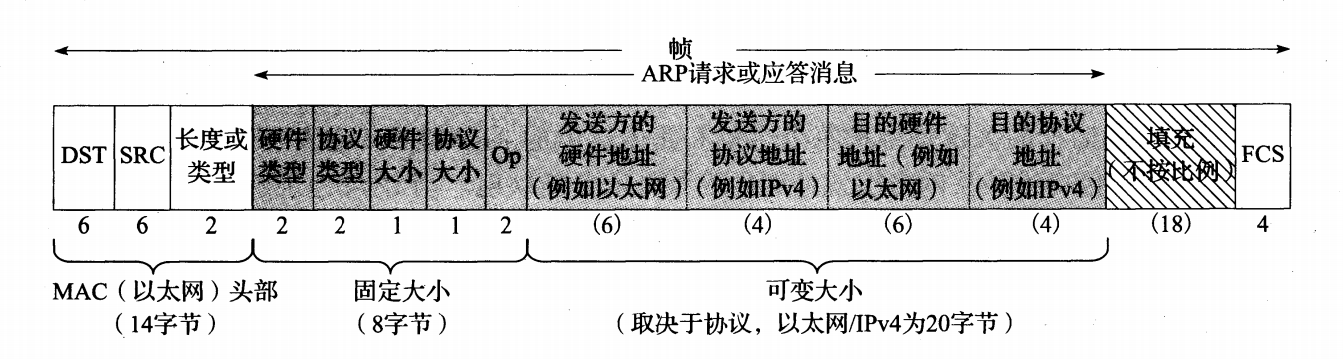 帧
ARP请求或应答消息
DST
SRC
长度或
类型
硬件
类型
协议
类型
硬件
大小
协议
大小
Op
发送方的
硬件地址
(例如以太网)
发送方的
协议地址
(例如IPv4)
目的硬件
地址(例如
以太网)
目的协议
地址
(例如IPv4)
填充
(不按比例)
FCS
6
6
2
2
2
1
1
2
(6)
(4)
(6)
(4)
(18)
4
MAC(以太网)头部
(14字节)
固定大小
(8字节)
可变大小
(取决于协议,以太网/IPv4为20字节)